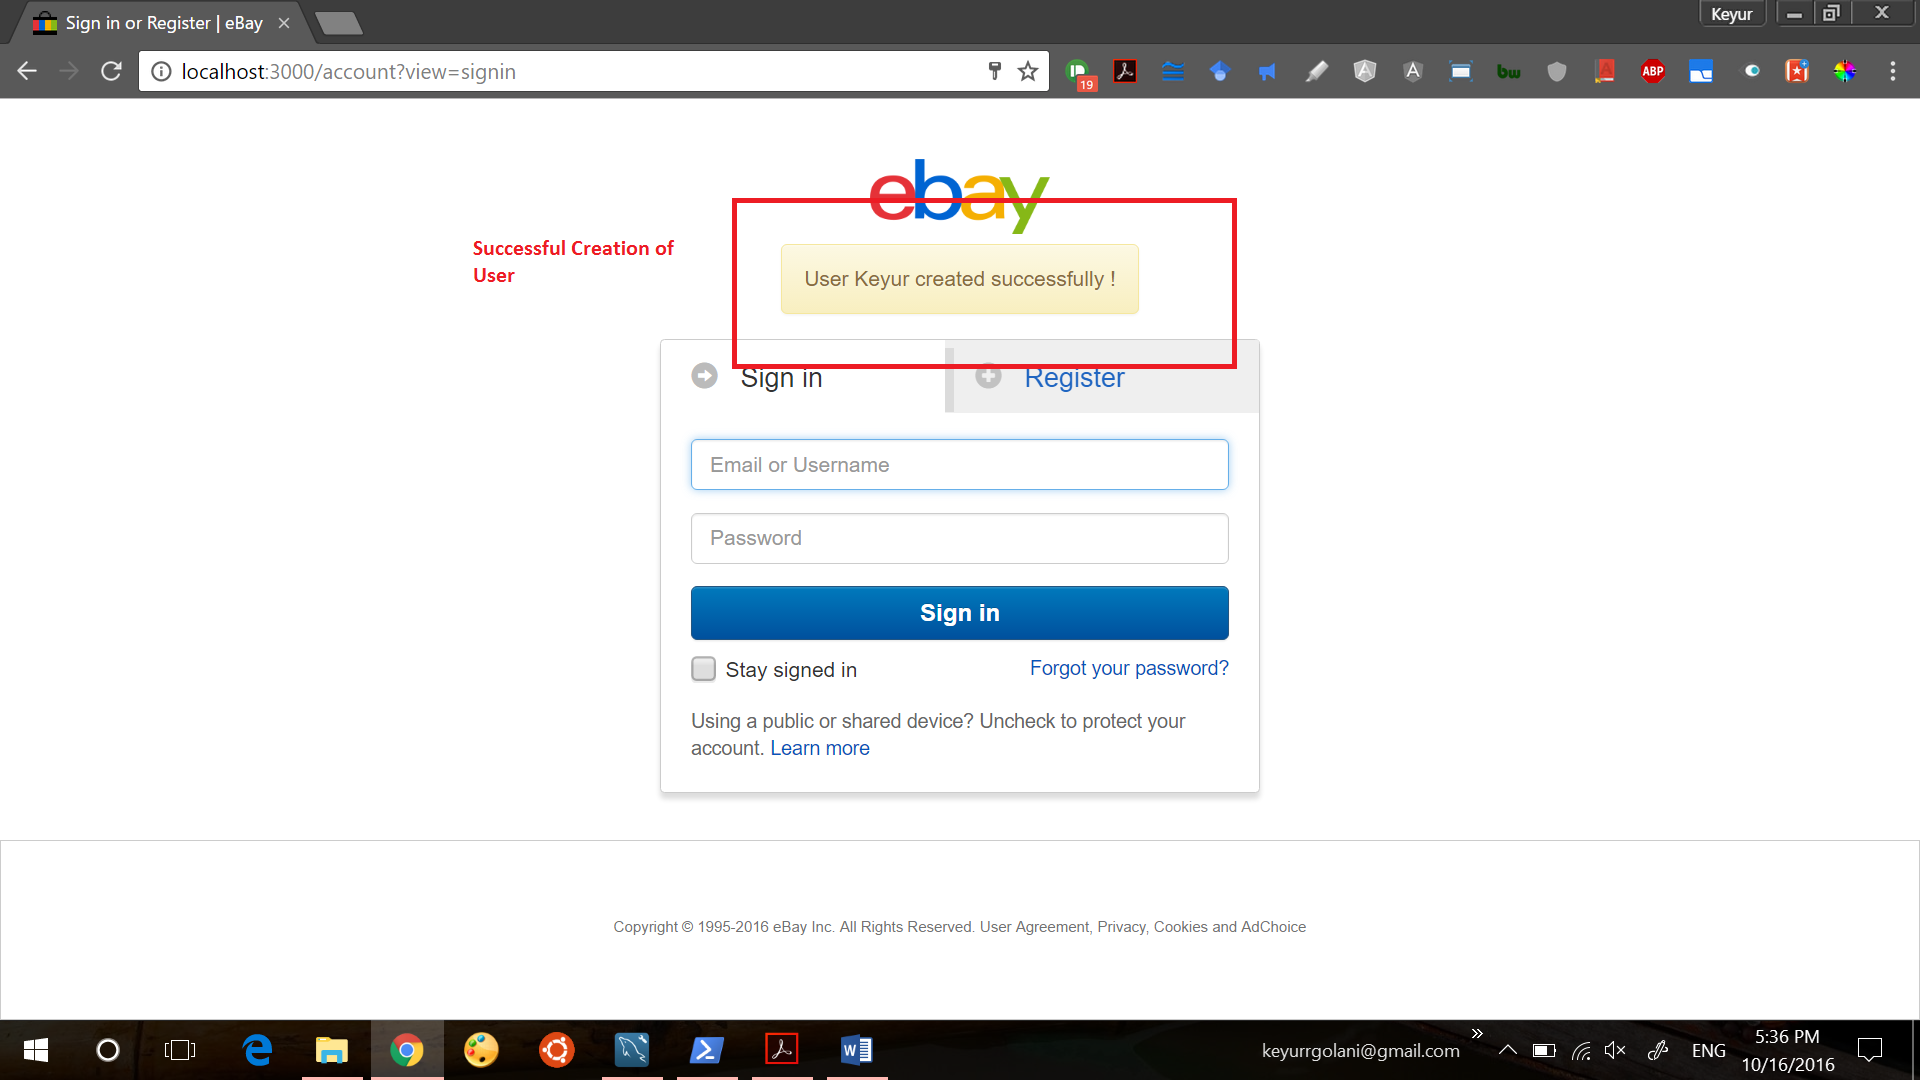 Sign in or Register | eBay
Keyur
localhost:3000/account?view=signin
19
ABP
bw
ebay
Successful Creation of
User
User Keyur created successfully !
Sign in
Register
Email or Username
Password
Sign in
Stay signed in
Forgot your password?
Using a public or shared device? Uncheck to protect your
account. Learn more
Copyright © 1995-2016 eBay Inc. All Rights Reserved. User Agreement, Privacy, Cookies and AdChoice
keyurrgolani@gmail.com
ENG
5:36 PM
10/16/2016